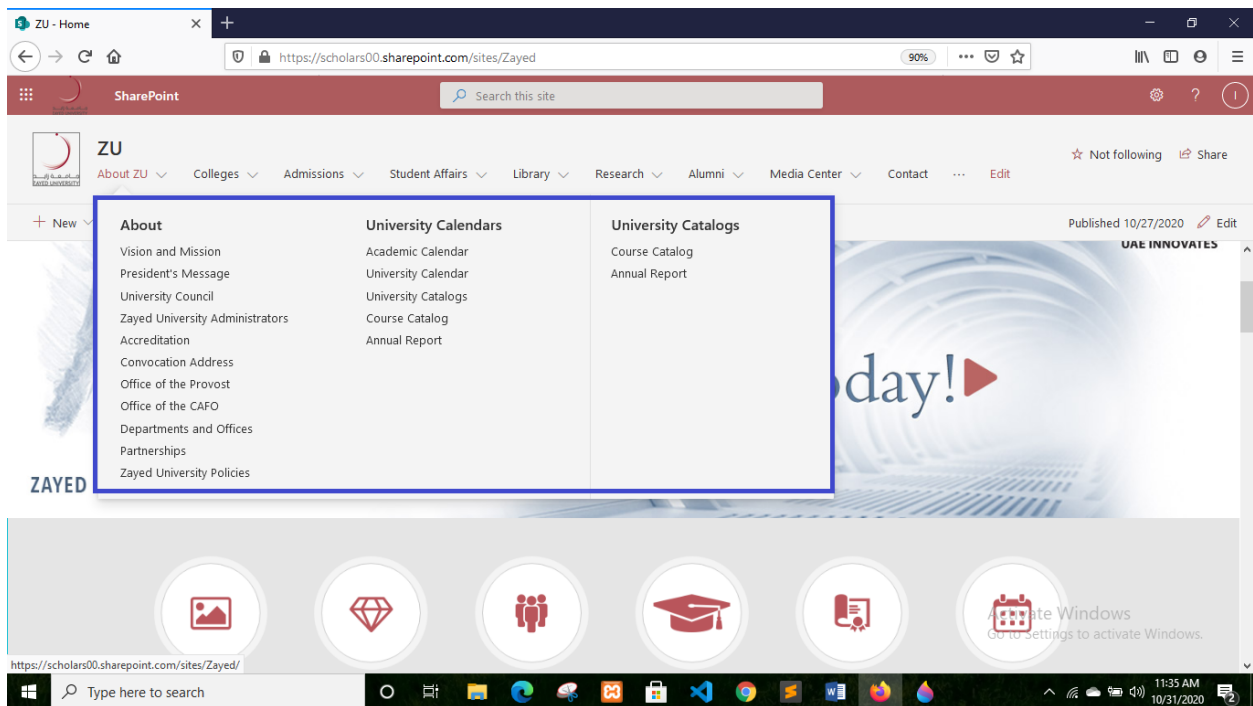 ZU - Home
https://scholars00.sharepoint.com/sites/Zayed
90%
SharePoint
Search this site
I
ZU
Not following
Share
About ZU
Colleges
Admissions
Student Affairs
Library
Research
Alumni
Media Center
Contact
Edit
New
Published 10/27/2020
Edit
About
Vision and Mission
President's Message
University Council
Zayed University Administrators
Accreditation
Convocation Address
Office of the Provost
Office of the CAFO
Departments and Offices
Partnerships
Zayed University Policies
University Calendars
Academic Calendar
University Calendar
University Catalogs
Course Catalog
Annual Report
University Catalogs
Course Catalog
Annual Report
UAE INNOVATES
oday!
ZAYED
Activate Windows
Go to Settings to activate Windows.
https://scholars00.sharepoint.com/sites/Zayed/
Type here to search
11:35 AM
10/31/2020
2